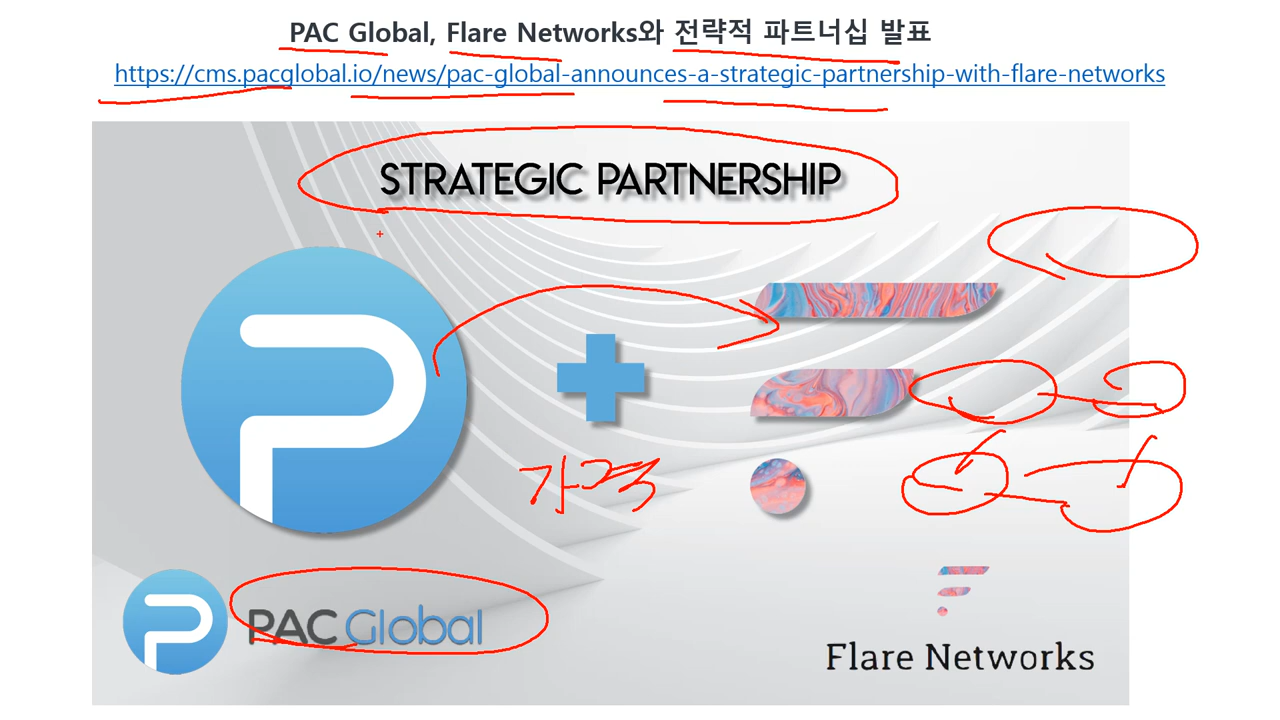 PAC Global, Flare Networks와 전략적 파트너십 발표
https://cms.pacglobal.io/news/pac-global-announces-a-strategic-partnership-with-flare-networks
STRATEGIC PARTNERSHIP
가격
PAC Global
Flare Networks